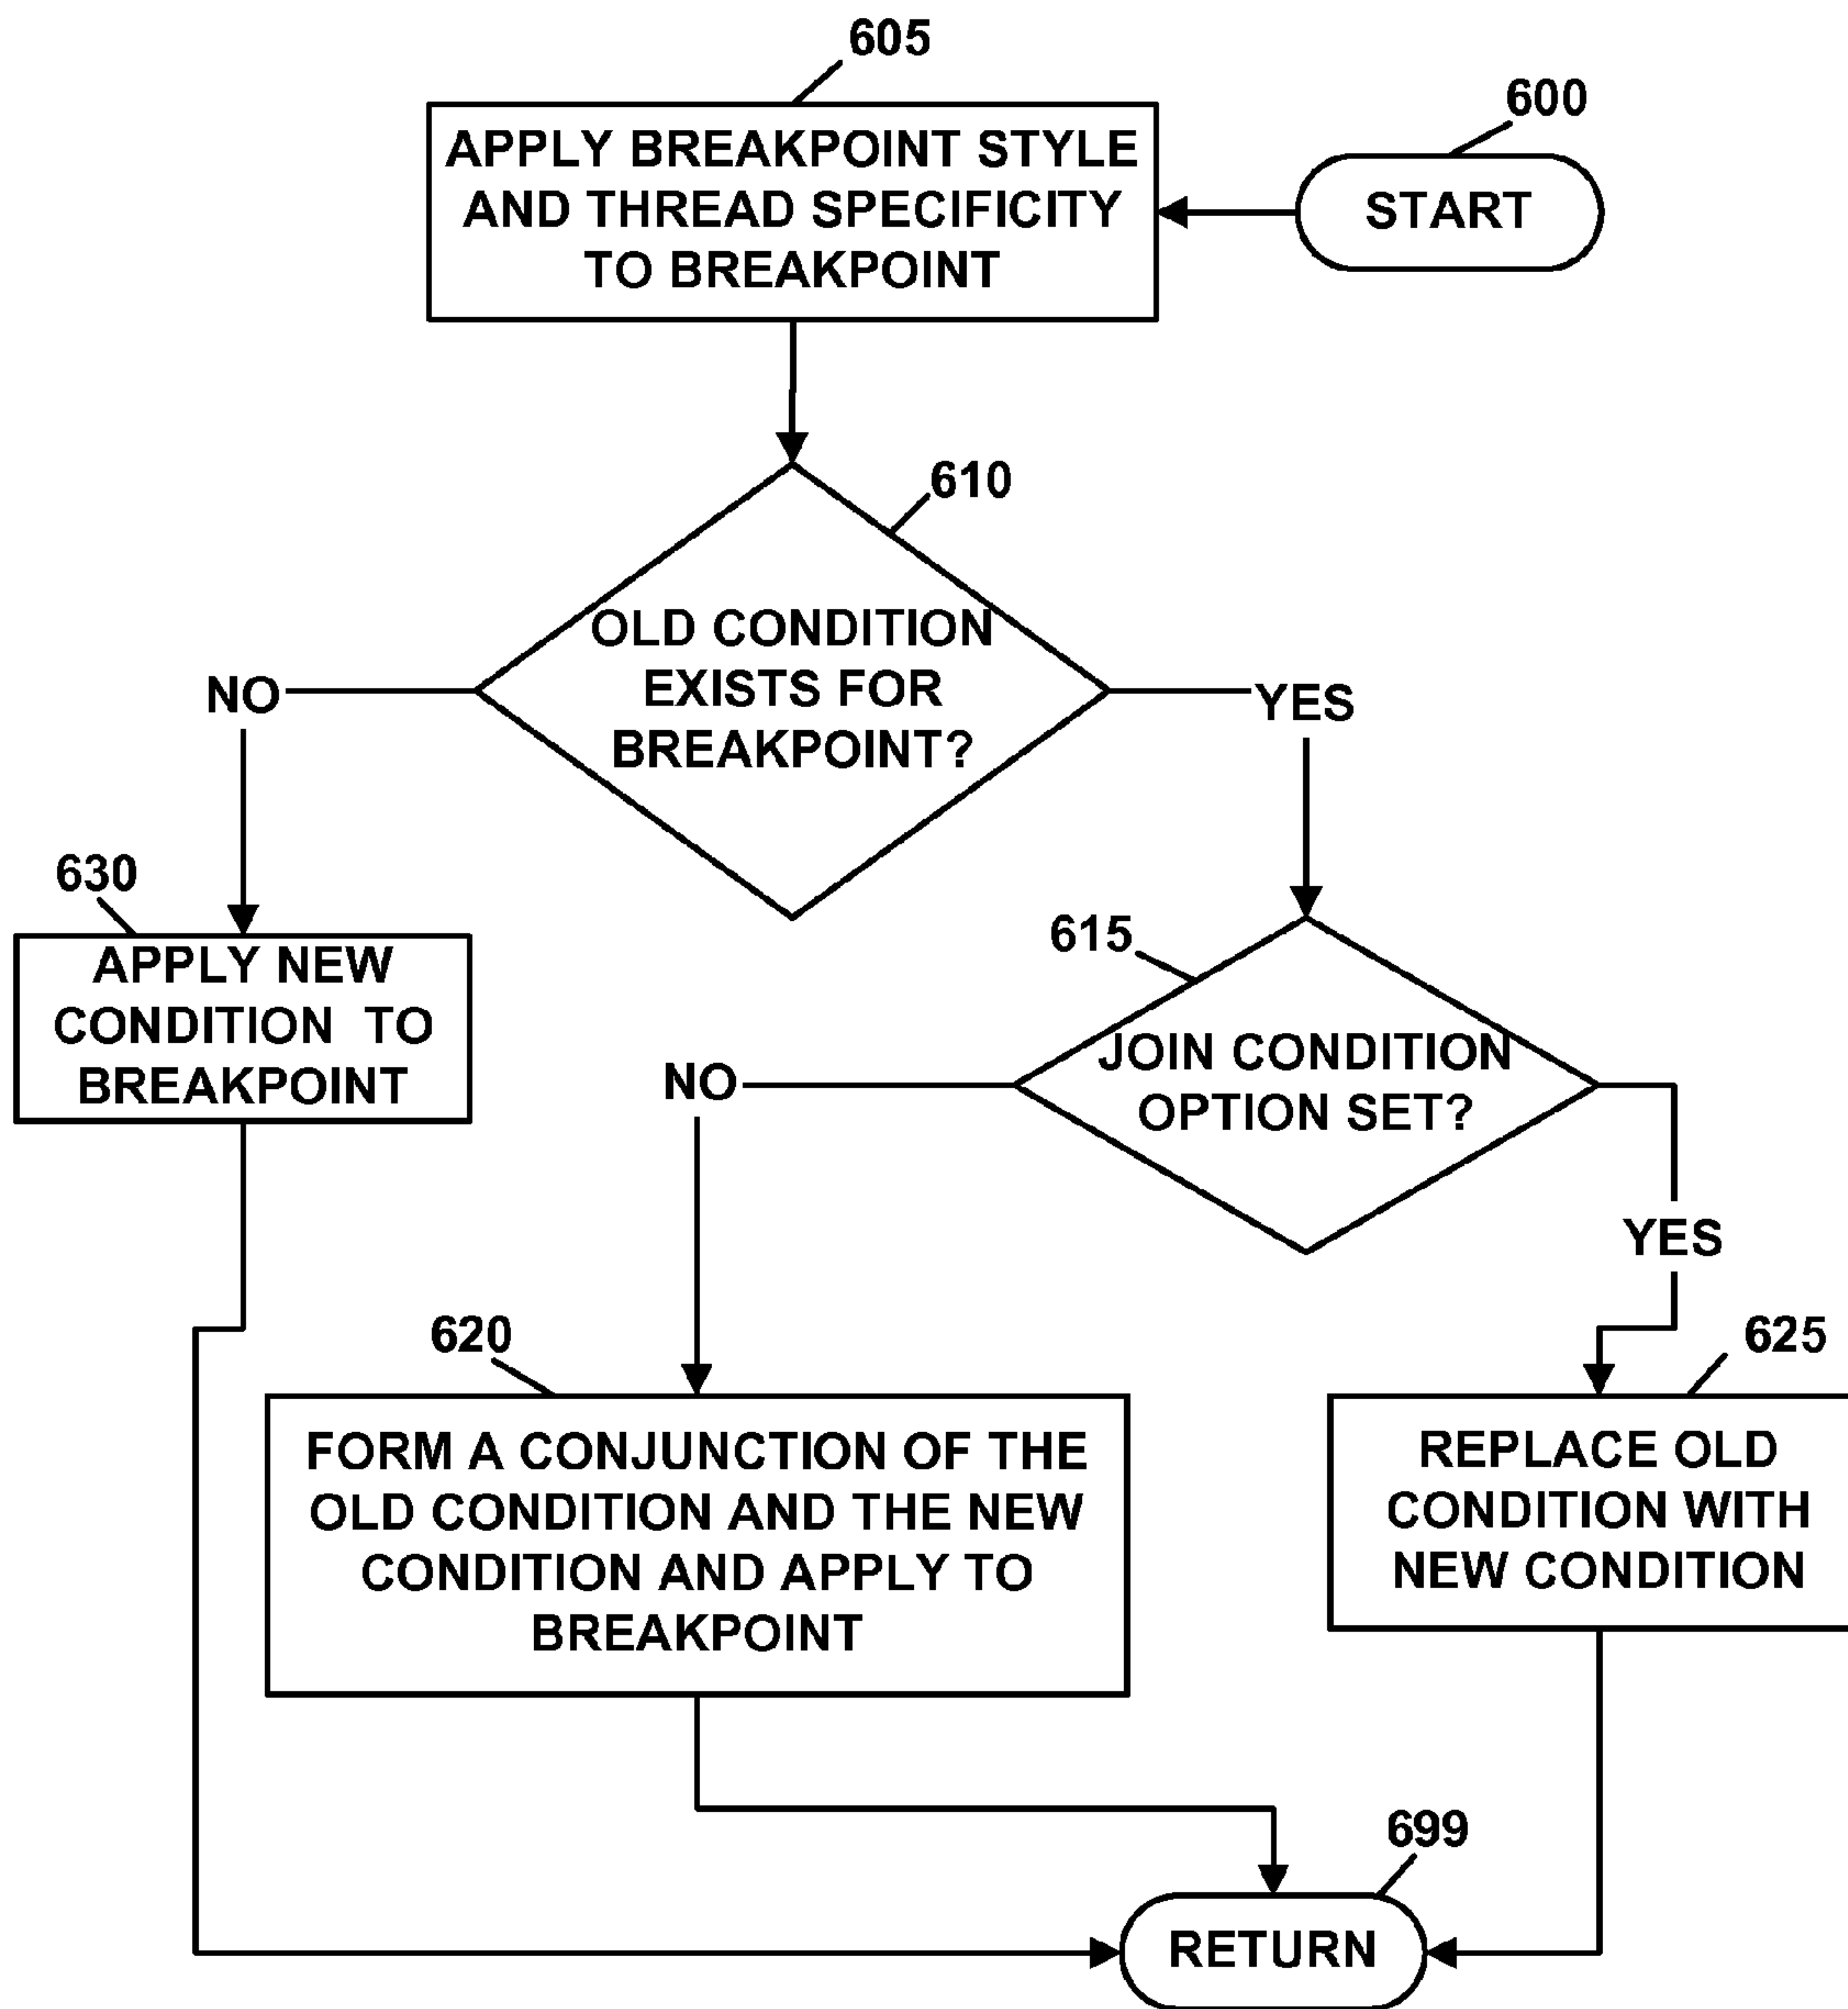 605
600
APPLY BREAKPOINT STYLE
AND THREAD SPECIFICITY
TO BREAKPOINT
START
610
OLD CONDITION
EXISTS FOR
BREAKPOINT?
NO
YES
630
APPLY NEW
CONDITION TO
BREAKPOINT
615
JOIN CONDITION
OPTION SET?
NO
YES
620
FORM A CONJUNCTION OF THE
OLD CONDITION AND THE NEW
CONDITION AND APPLY TO
BREAKPOINT
625
REPLACE OLD
CONDITION WITH
NEW CONDITION
699
RETURN